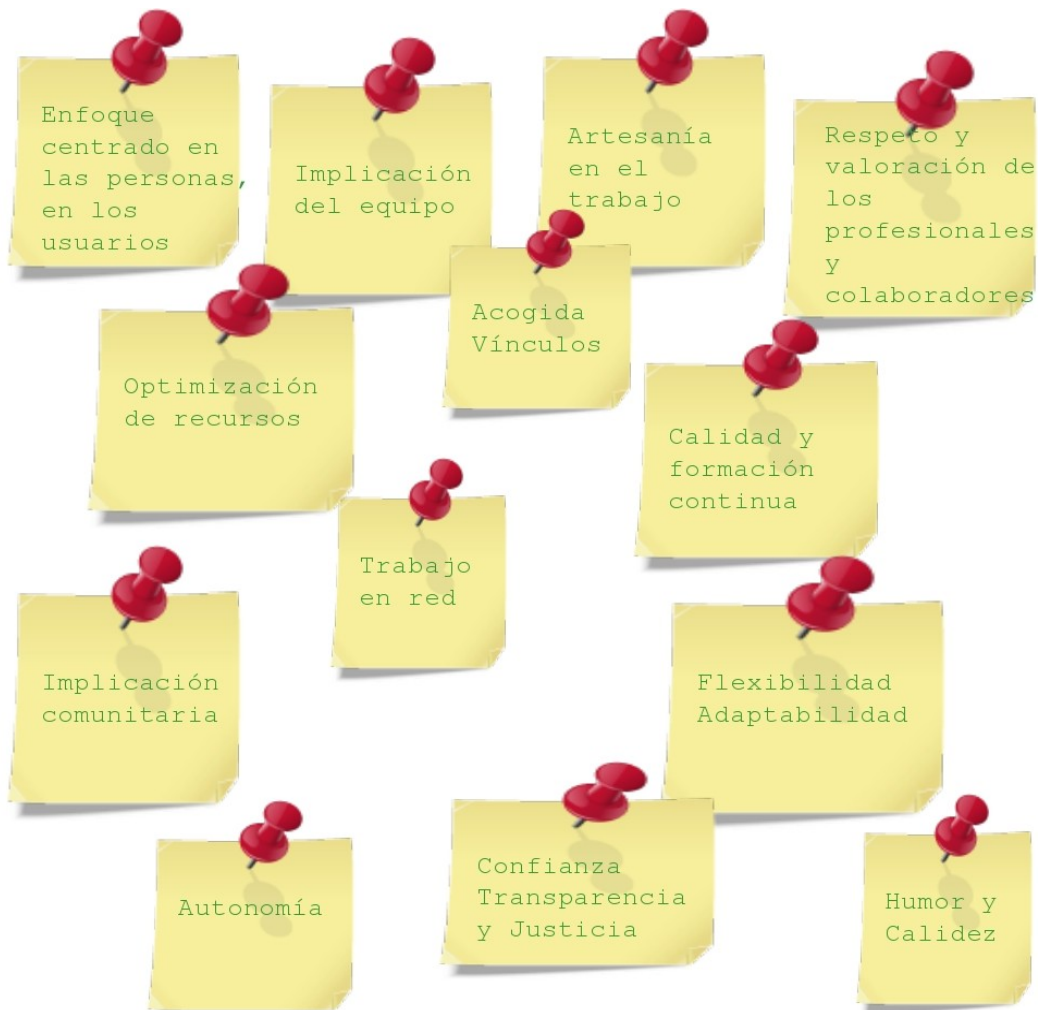 Enfoque
centrado en
las personas,
en los
usuarios
Implicación
del equipo
Artesanía
en el
trabajo
Respeto y
valoración de
los
profesionales
y
colaboradores
Acogida
Vínculos
Optimización
de recursos
Calidad y
formación
continua
Trabajo
en red
Implicación
comunitaria
Flexibilidad
Adaptabilidad
Autonomía
Confianza
Transparencia
y Justicia
Humor y
Calidez